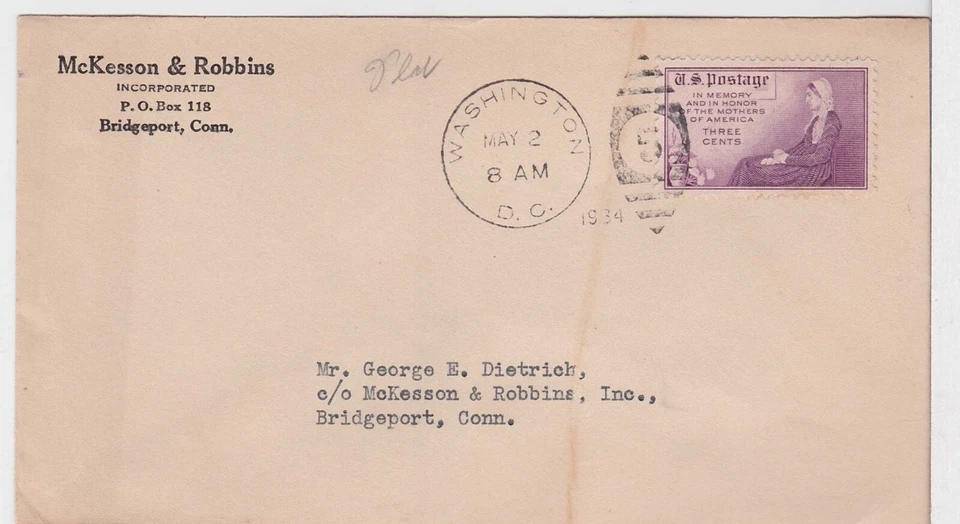 McKesson & Robbins
INCORPORATED
P.O. Box 118
Bridgeport, Conn.
WASHINGTON
MAY 2
8 AM
D. C.
1934
U.S. Postage
IN MEMORY
AND IN HONOR
OF THE MOTHERS
OF AMERICA
THREE
CENTS
Mr. George E. Dietrich,
c/o McKesson & Robbins, Inc.,
Bridgeport, Conn.